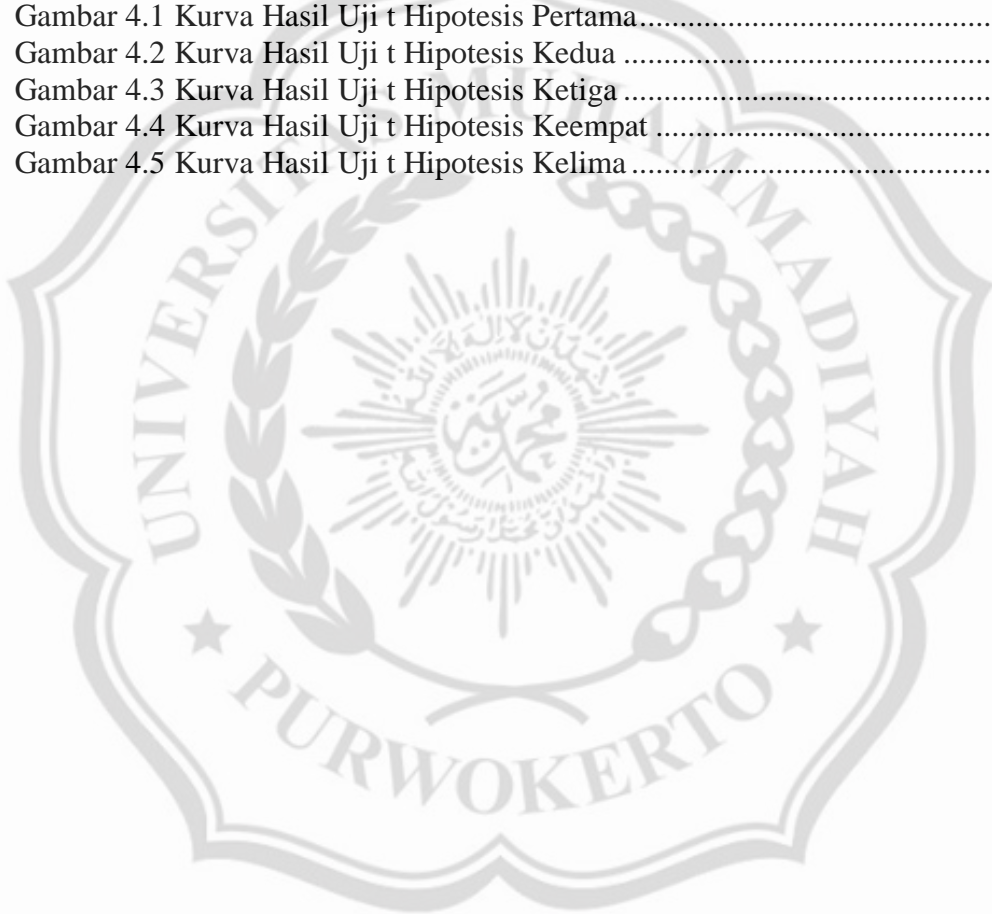 Gambar 4.1 Kurva Hasil Uji t Hipotesis Pertama.......................................
Gambar 4.2 Kurva Hasil Uji t Hipotesis Kedua .........................................
Gambar 4.3 Kurva Hasil Uji t Hipotesis Ketiga .........................................
Gambar 4.4 Kurva Hasil Uji t Hipotesis Keempat .....................................
Gambar 4.5 Kurva Hasil Uji t Hipotesis Kelima ........................................
UNIVERSITAS MUHAMMADIYAH
PURWOKERTO